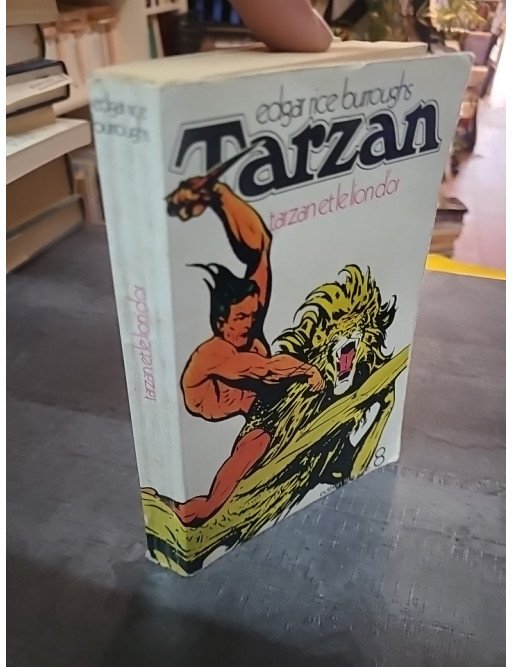 edgar rice burroughs
Tarzan
tarzan et le lion d'or
8
edgar rice
burroughs
tarzan et le lion d'or